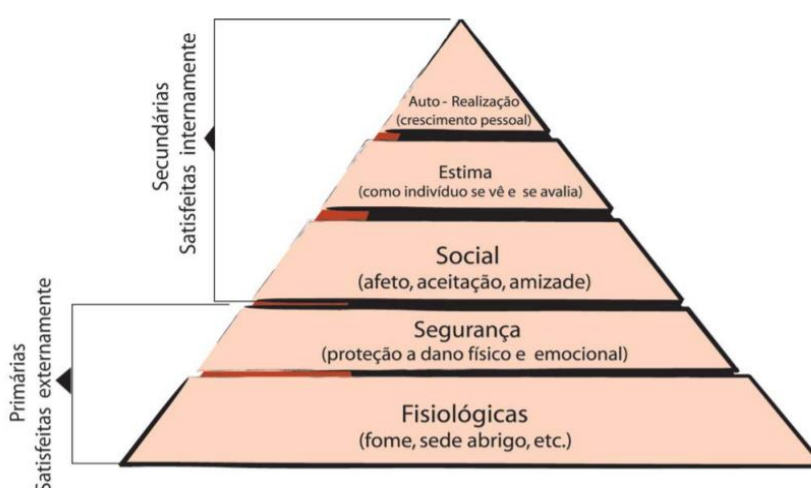 Secundárias
Satisfeitas internamente
Auto - Realização
(crescimento pessoal)
Estima
(como indivíduo se vê e se avalia)
Social
(afeto, aceitação, amizade)
Primárias
Satisfeitas externamente
Segurança
(proteção a dano físico e emocional)
Fisiológicas
(fome, sede abrigo, etc.)